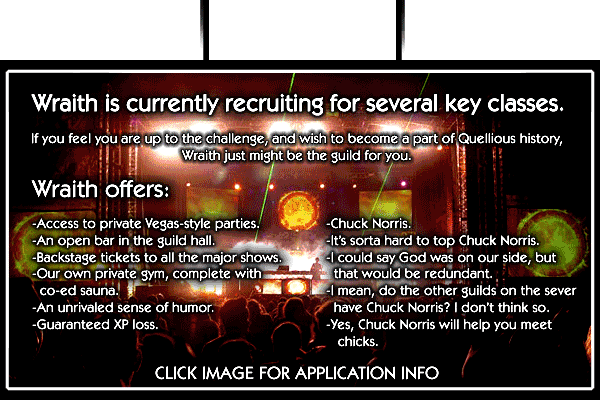 Wraith is currently recruiting for several key classes.
If you feel you are up to the challenge, and wish to become a part of Quellious history,
Wraith just might be the guild for you.
Wraith offers:
-Access to private Vegas-style parties.
-An open bar in the guild hall.
-Backstage tickets to all the major shows.
-Our own private gym, complete with
co-ed sauna.
-An unrivaled sense of humor.
-Guaranteed XP loss.
-Chuck Norris.
-It's sorta hard to top Chuck Norris.
-I could say God was on our side, but
that would be redundant.
-I mean, do the other guilds on the sever
have Chuck Norris? I don't think so.
-Yes, Chuck Norris will help you meet
chicks.
CLICK IMAGE FOR APPLICATION INFO